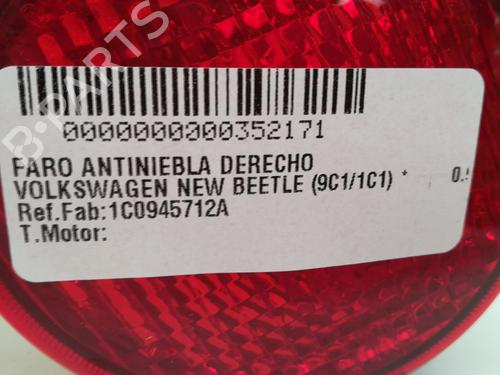 B-PARTS
0000000000352171
FARO ANTINIEBLA DERECHO
VOLKSWAGEN NEW BEETLE (9C1/1C1) *
Ref.Fab:1C0945712A
T.Motor: